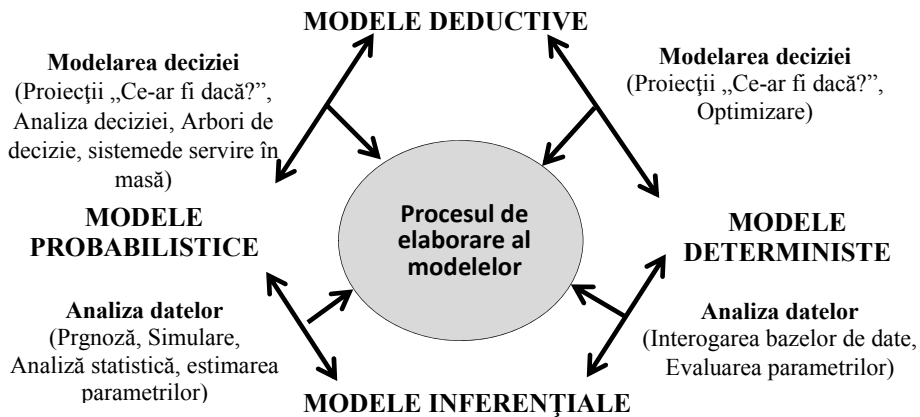 MODELE DEDUCTIVE
Modelarea deciziei
(Proiecţii „Ce-ar fi dacă?”,
Analiza deciziei, Arbori de
decizie, sistemede servire în
masă)
Modelarea deciziei
(Proiecţii „Ce-ar fi dacă?”,
Optimizare)
MODELE
PROBABILISTICE
Procesul de
elaborare al
modelelor
MODELE
DETERMINISTE
Analiza datelor
(Prgnoză, Simulare,
Analiză statistică, estimarea
parametrilor)
Analiza datelor
(Interogarea bazelor de date,
Evaluarea parametrilor)
MODELE INFERENŢIALE